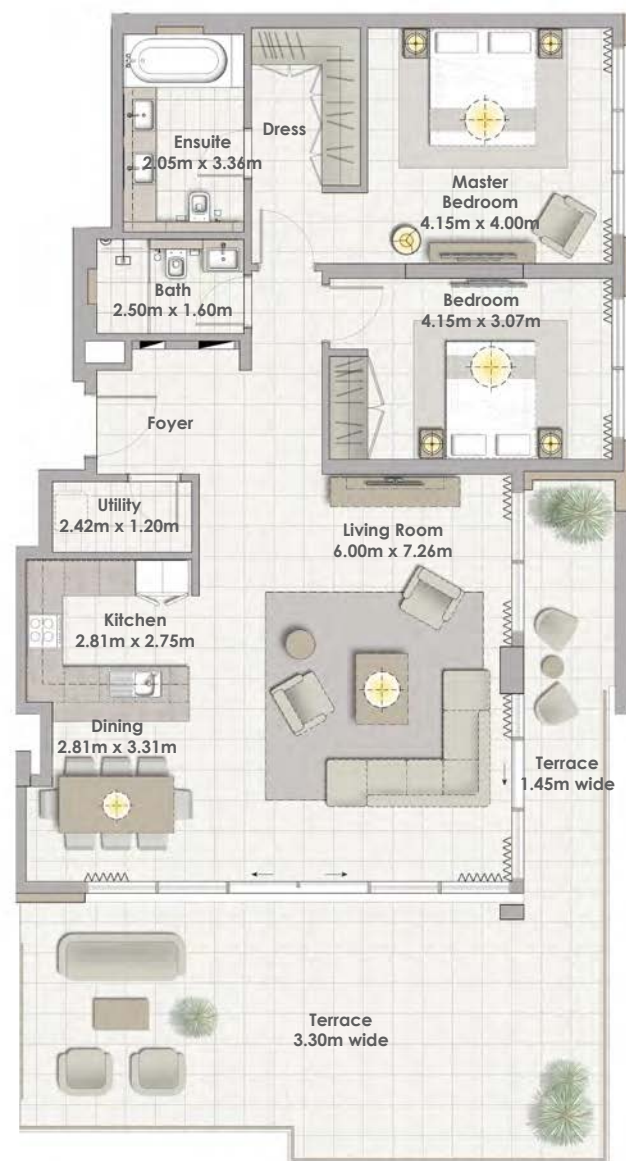 Ensuite
2.05m x 3.36m
Dress
Master
Bedroom
4.15m x 4.00m
Bath
2.50m x 1.60m
Bedroom
4.15m x 3.07m
Foyer
Utility
2.42m x 1.20m
Living Room
6.00m x 7.26m
Kitchen
2.81m x 2.75m
Dining
2.81m x 3.31m
Terrace
1.45m wide
Terrace
3.30m wide